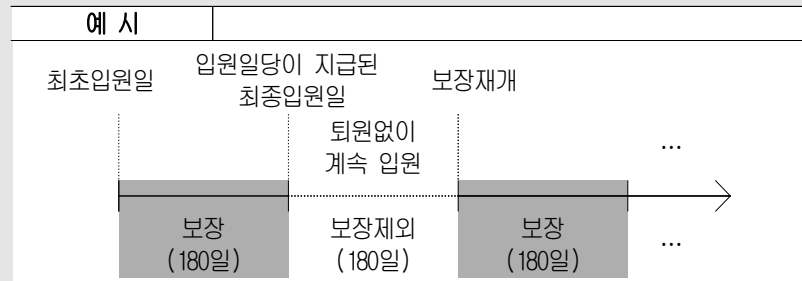 예 시
최초입원일
입원일당이 지급된
최종입원일
보장재개
퇴원없이
계속 입원
…
보장
(180일)
보장제외
(180일)
보장
(180일)
…